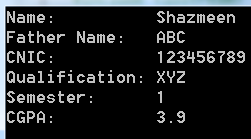 Name: Shazmeen
Father Name: ABC
CNIC: 123456789
Qualification: XYZ
Semester: 1
CGPA: 3.9